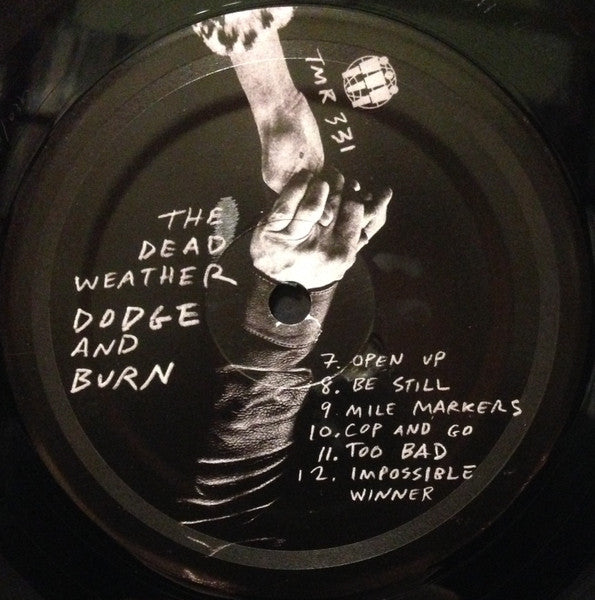 TMR 331
THE
DEAD
WEATHER
DODGE
AND
BURN
7. OPEN UP
8. BE STILL
9. MILE MARKERS
10. COP AND GO
11. TOO BAD
12. IMPOSSIBLE
WINNER